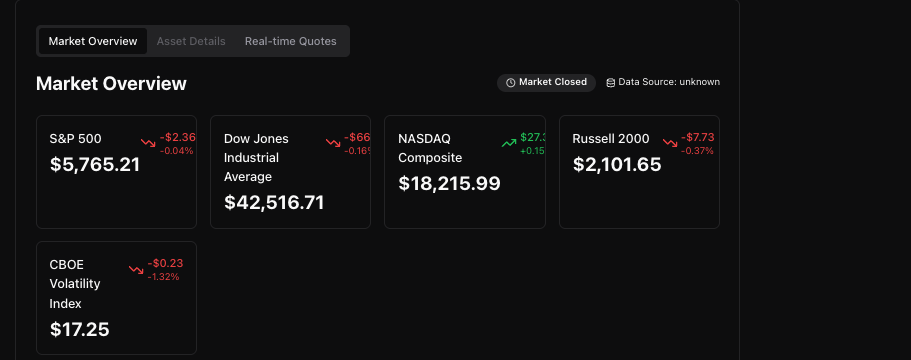 Market Overview Asset Details Real-time Quotes
Market Overview
Market Closed Data Source: unknown
S&P 500
-$2.36
-0.04%
$5,765.21
Dow Jones
Industrial
Average
-$66
-0.16
$42,516.71
NASDAQ
Composite
$27.
+0.15
$18,215.99
Russell 2000
-$7.73
-0.37%
$2,101.65
CBOE
Volatility
Index
-$0.23
-1.32%
$17.25